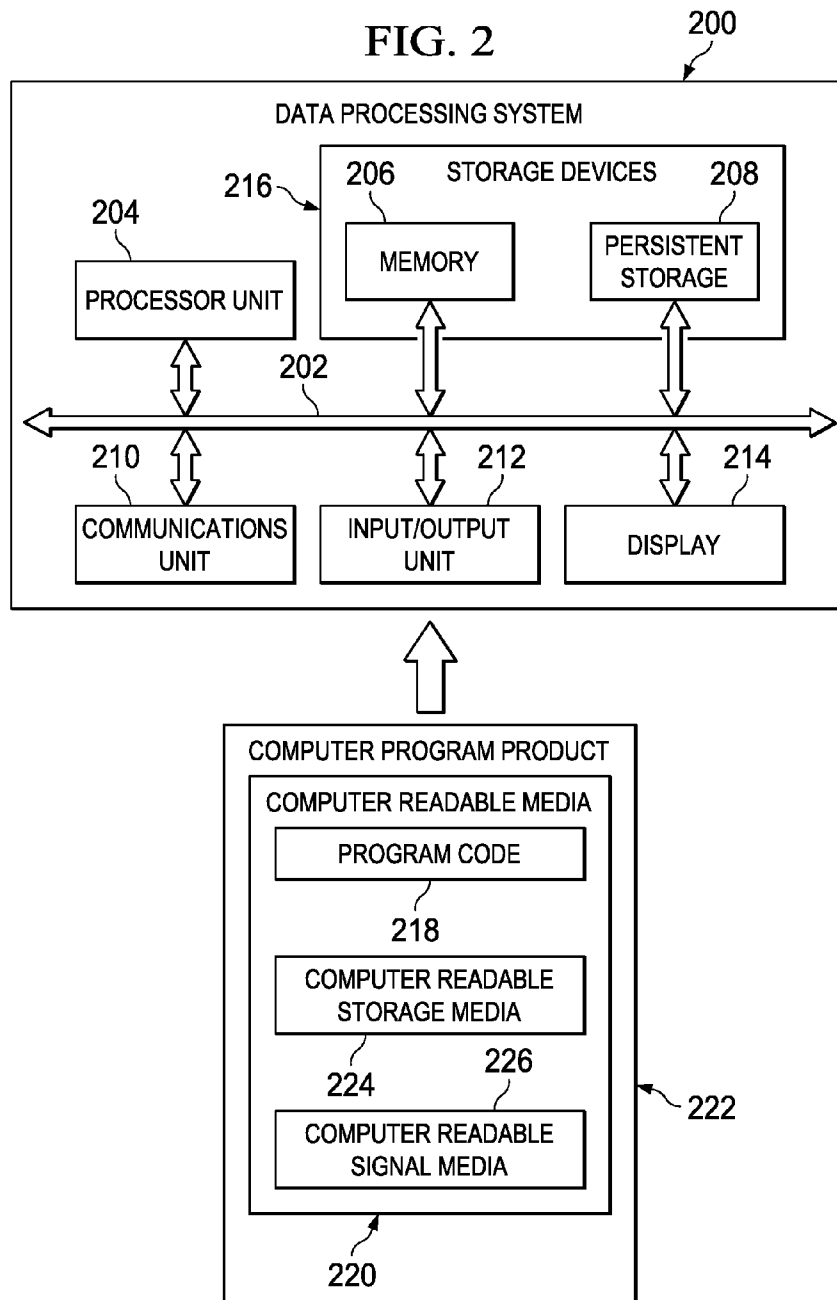 FIG. 2
200
DATA PROCESSING SYSTEM
216
206
STORAGE DEVICES
208
204
MEMORY
PERSISTENT
STORAGE
PROCESSOR UNIT
202
210
212
214
COMMUNICATIONS
UNIT
INPUT/OUTPUT
UNIT
DISPLAY
COMPUTER PROGRAM PRODUCT
COMPUTER READABLE MEDIA
PROGRAM CODE
218
COMPUTER READABLE
STORAGE MEDIA
224
226
222
COMPUTER READABLE
SIGNAL MEDIA
220